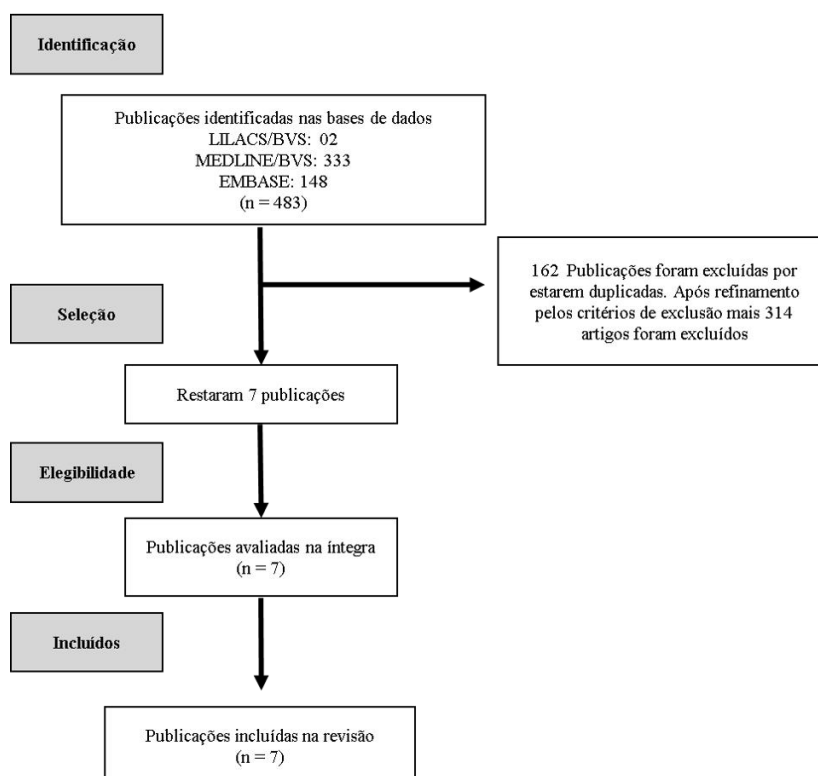 Identificação
Publicações identificadas nas bases de dados
LILACS/BVS: 02
MEDLINE/BVS: 333
EMBASE: 148
(n = 483)
162 Publicações foram excluídas por
estarem duplicadas. Após refinamento
pelos critérios de exclusão mais 314
artigos foram excluídos
Seleção
Restaram 7 publicações
Elegibilidade
Publicações avaliadas na íntegra
(n = 7)
Incluídos
Publicações incluídas na revisão
(n = 7)